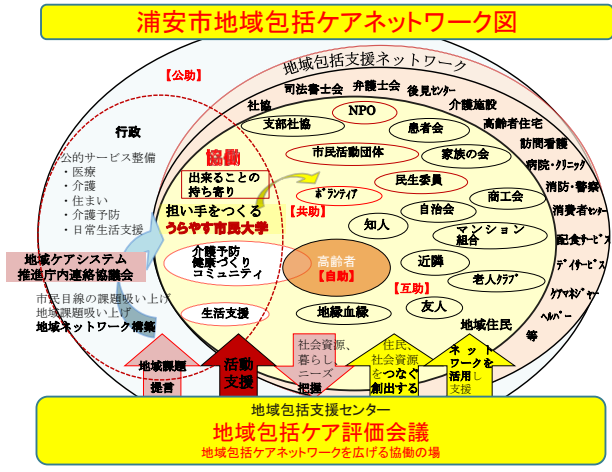 浦安市地域包括ケアネットワーク図
地域包括支援ネットワーク
【公助】
司法書士会
弁護士会
後見センター
社協
介護施設
NPO
高齢者住宅
支部社協
患者会
訪問看護
行政
協働
市民活動団体
家族の会
病院・クリニック
公的サービス整備
・医療
・介護
・住まい
・介護予防
・日常生活支援
出来ることの
持ち寄り
民生委員
消防・警察
ボランティア
商工会
消費者センター
担い手をつくる
うらやす市民大学
【共助】
自治会
知人
マンション
組合
配食サービス
地域ケアシステム
推進庁内連絡協議会
介護予防
健康づくり
コミュニティ
高齢者
【自助】
近隣
デイサービス
老人クラブ
【互助】
ケアマネジャー
市民目線の課題吸い上げ
地域課題吸い上げ
地域ネットワーク構築
生活支援
地縁血縁
友人
ヘルパー
地域住民
等
地域課題
提言
活動
支援
社会資源、
暮らし、
ニーズ
把握
住民、
社会資源
をつなぐ
創出する
ネット
ワークを
活用し
支援
地域包括支援センター
地域包括ケア評価会議
地域包括ケアネットワークを広げる協働の場